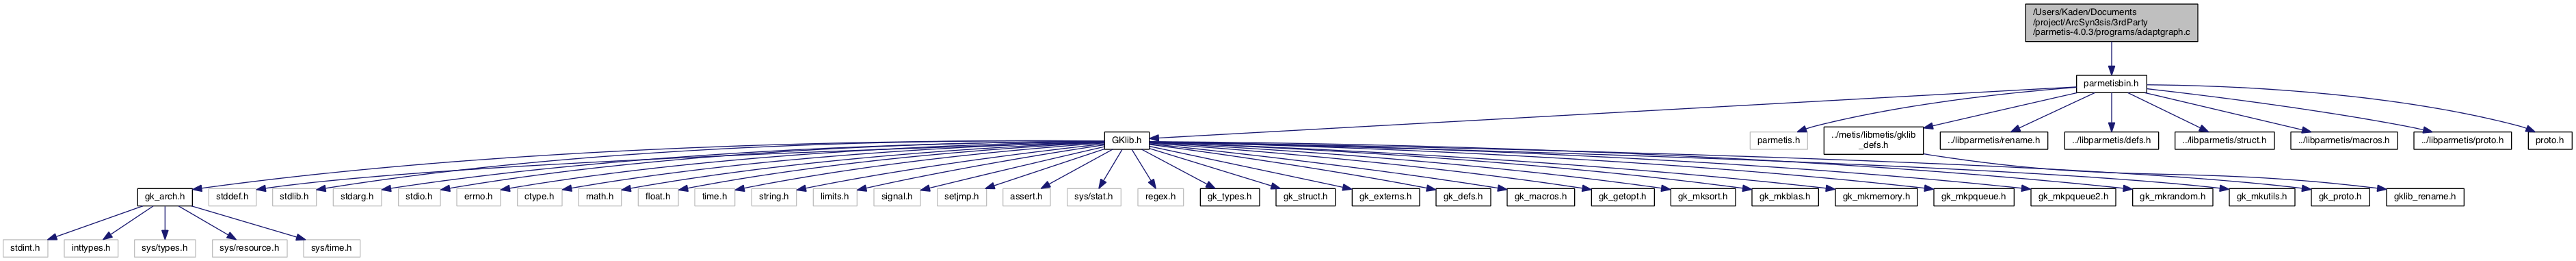 /Users/Kaden/Documents
/project/ArcSyn3sis/3rdParty
/parmetis-4.0.3/programs/adaptgraph.c
parmetisbin.h
GKlib.h
parmetis.h
../metis/libmetis/gklib
_defs.h
../libparmetis/rename.h
../libparmetis/defs.h
../libparmetis/struct.h
../libparmetis/macros.h
../libparmetis/proto.h
proto.h
gk_arch.h
stddef.h
stdlib.h
stdarg.h
stdio.h
errno.h
ctype.h
math.h
float.h
time.h
string.h
limits.h
signal.h
setjmp.h
assert.h
sys/stat.h
regex.h
gk_types.h
gk_struct.h
gk_externs.h
gk_defs.h
gk_macros.h
gk_getopt.h
gk_mksort.h
gk_mkblas.h
gk_mkmemory.h
gk_mkpqueue.h
gk_mkpqueue2.h
gk_mkrandom.h
gk_mkutils.h
gk_proto.h
gklib_rename.h
stdint.h
inttypes.h
sys/types.h
sys/resource.h
sys/time.h